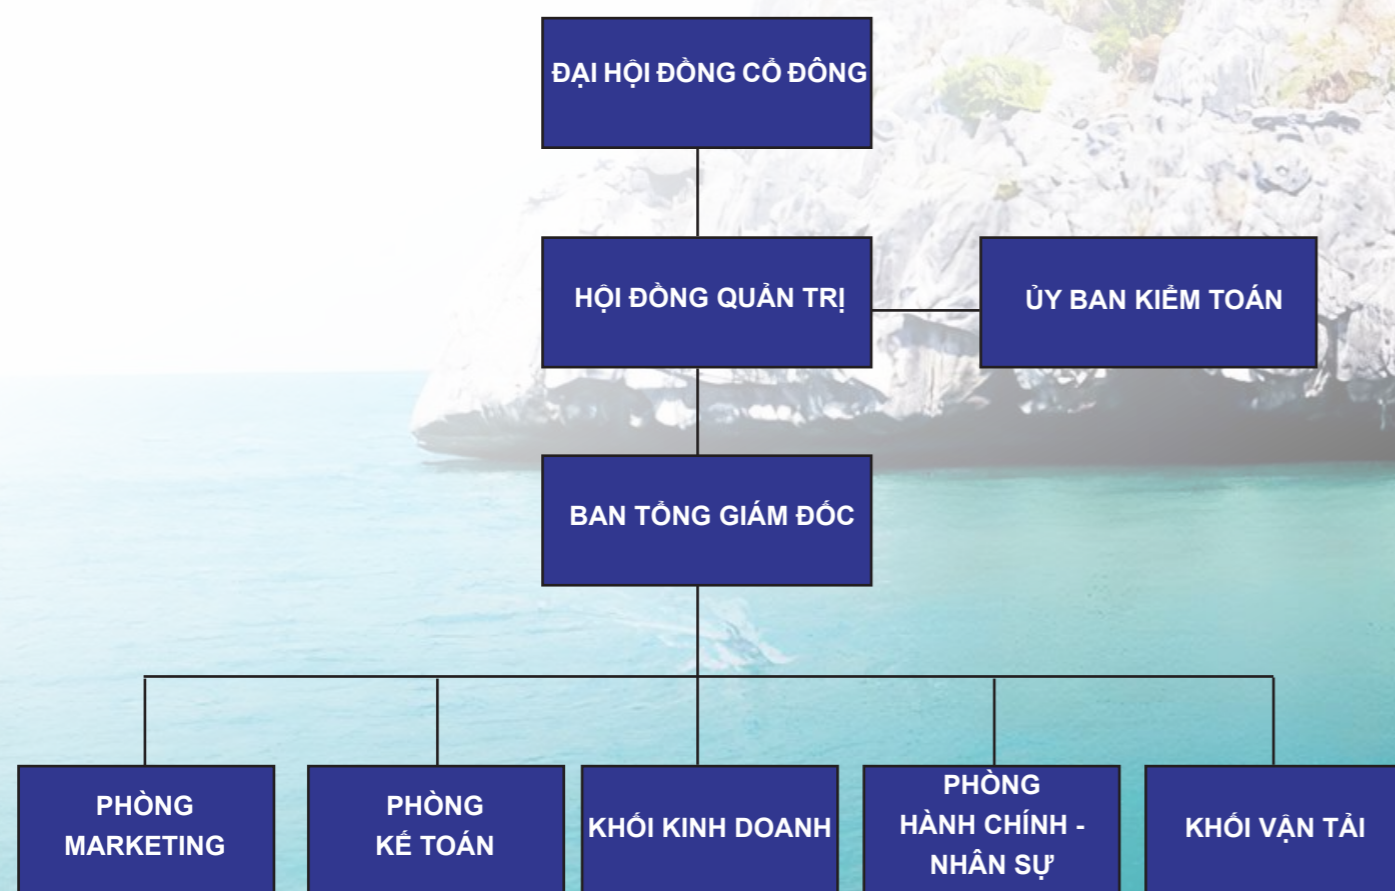 ĐẠI HỘI ĐỒNG CỔ ĐÔNG
HỘI ĐỒNG QUẢN TRỊ
ỦY BAN KIỂM TOÁN
BAN TỔNG GIÁM ĐỐC
PHÒNG
MARKETING
PHÒNG
KẾ TOÁN
KHỐI KINH DOANH
PHÒNG
HÀNH CHÍNH -
NHÂN SỰ
KHỐI VẬN TẢI